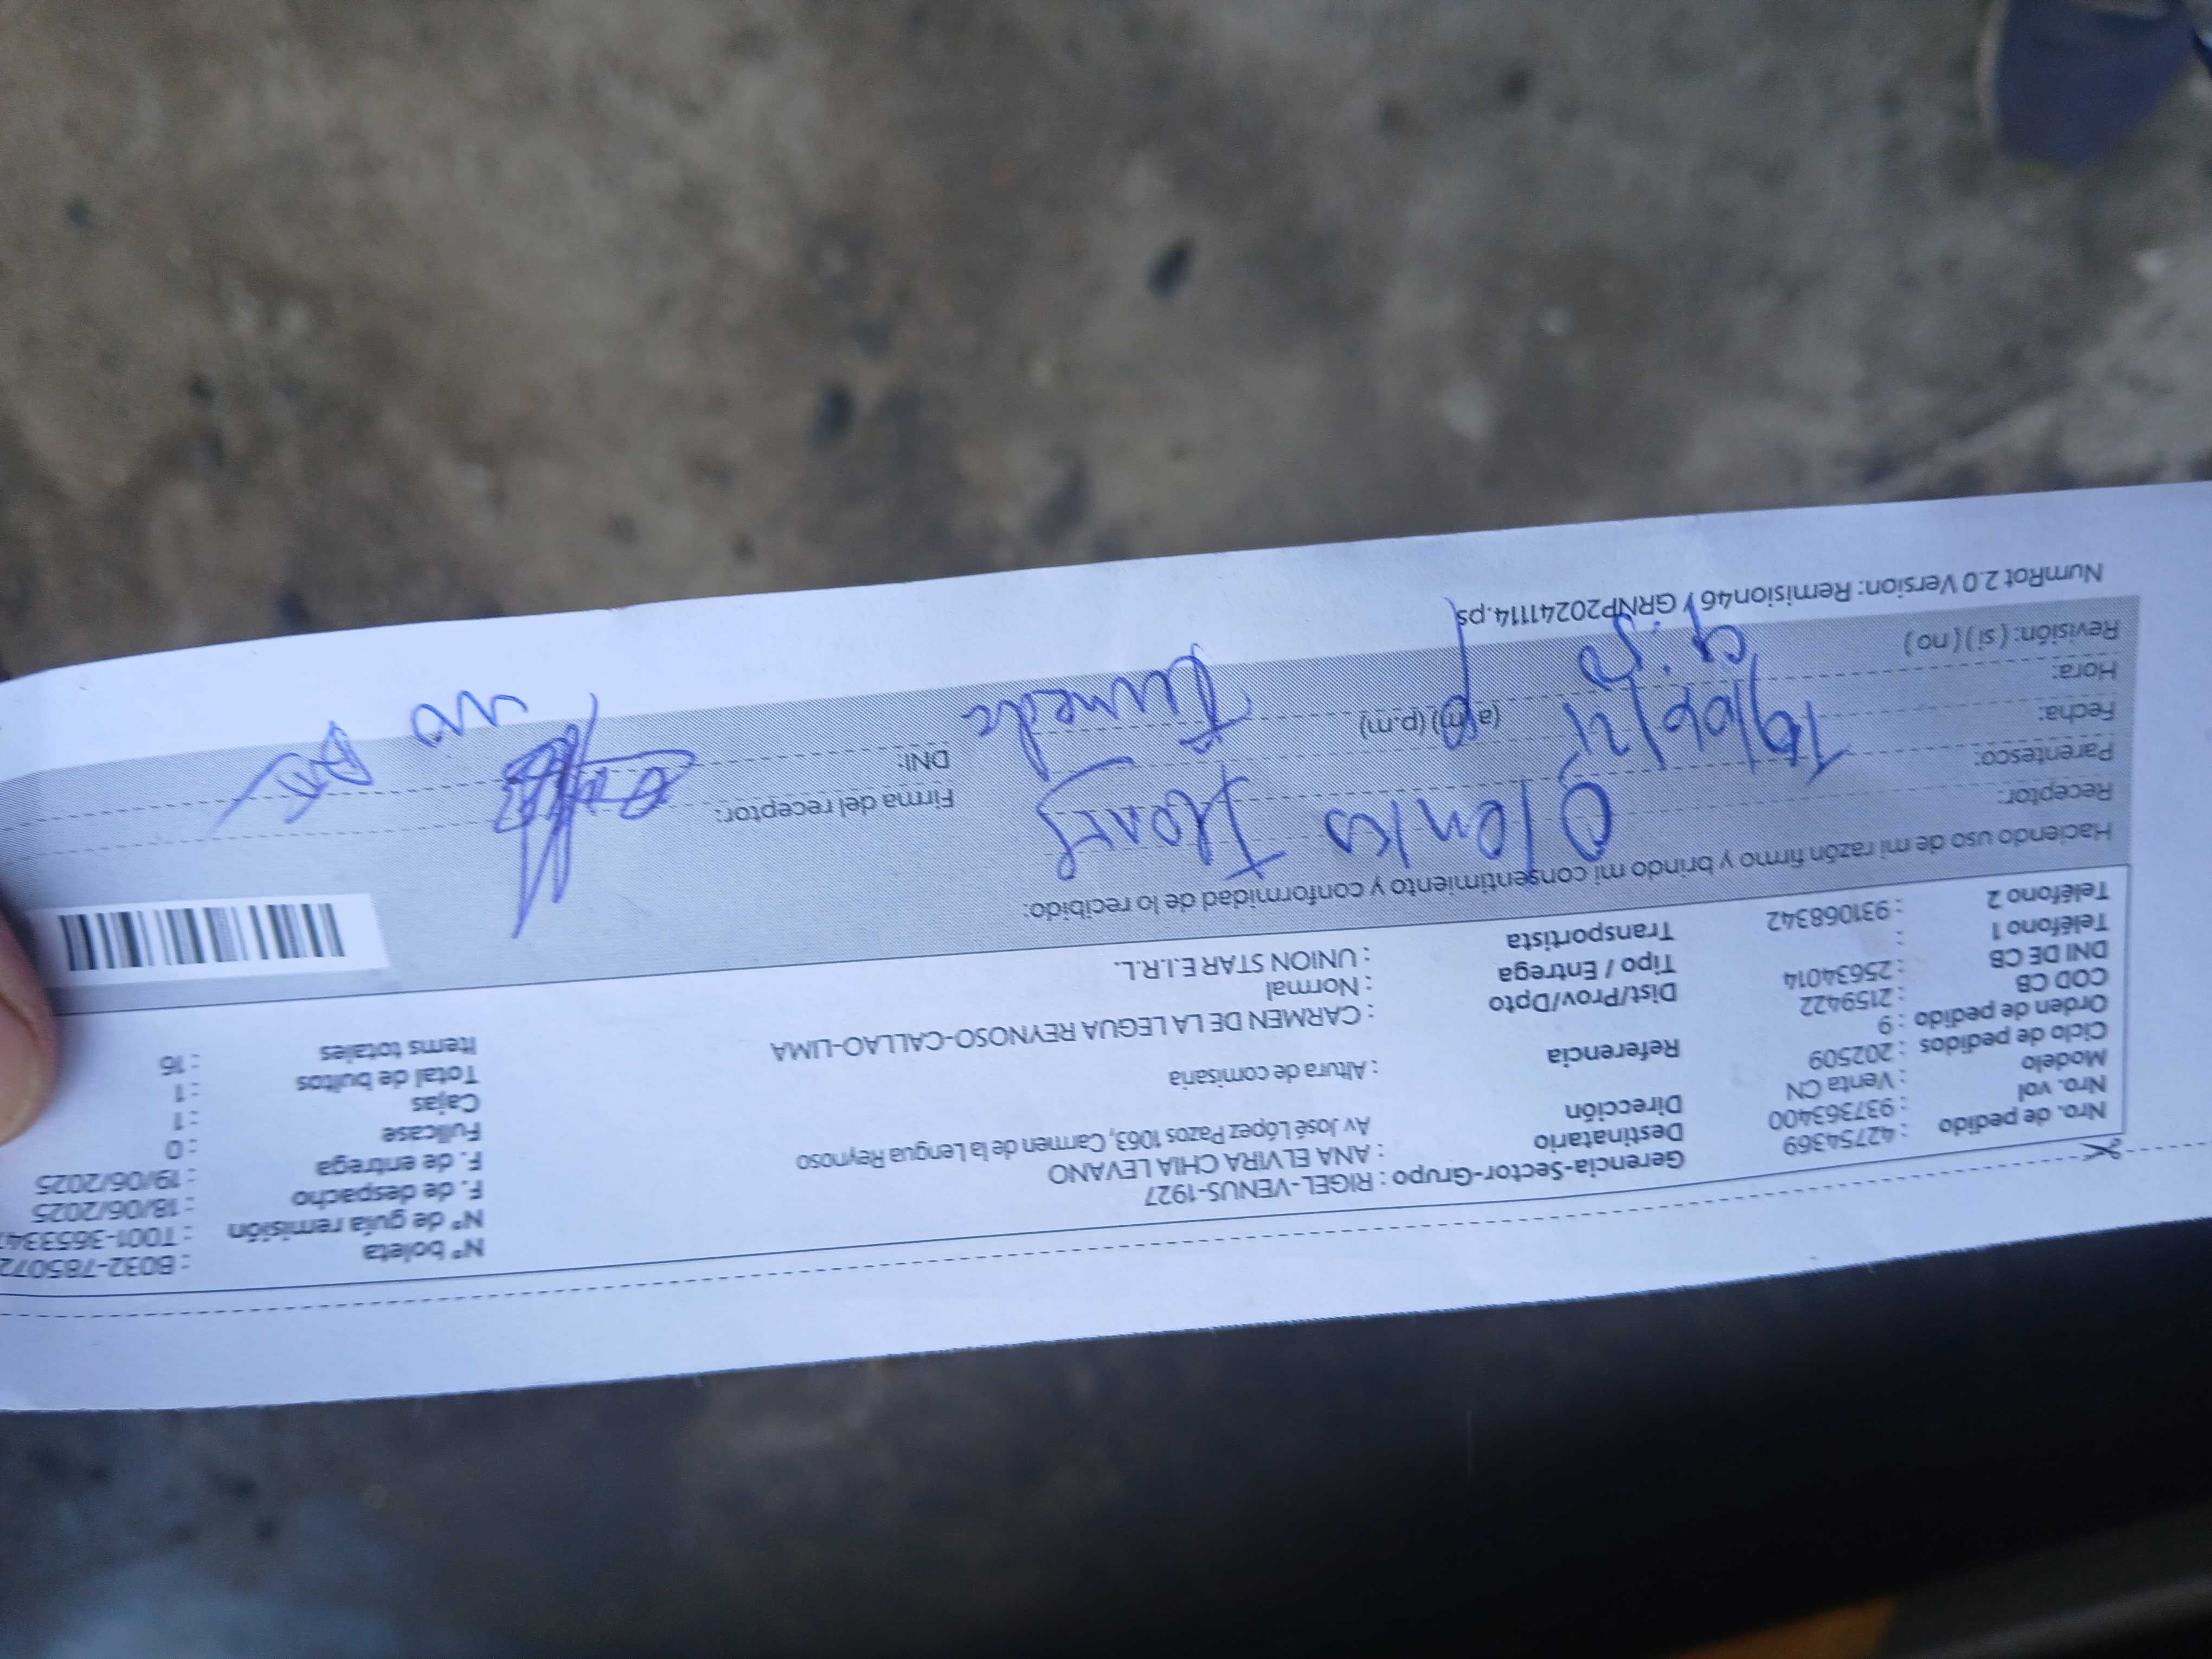 Gerencia-Sector-Grupo : RIGEL-VENUS-1927
Nro. de pedido : 42754369
Nro. vol : 937363400
Modelo : Venta CN
Ciclo de pedidos : 202509
Orden de pedido : 9
COD CB : 2159422
DNI DE CB : 25634014
Teléfono 1 :
Teléfono 2 : 931068342
Destinatario : ANA ELVIRA CHIA LEVANO
Dirección
Av José López Pazos 1063, Carmen de la Lengua Reynoso
Referencia : Altura de comisaria
Dist/Prov/Dpto : CARMEN DE LA LEGUA REYNOSO-CALLAO-LIMA
Tipo / Entrega : Normal
Transportista : UNION STAR E.I.R.L.
Nº boleta : B032-785072
Nº de guía remisión : T001-365334
F. de despacho : 18/06/2025
F. de entrega : 19/06/2025
Fullcase : 0
Cajas : 1
Total de bultos : 1
Items totales : 16
Haciendo uso de mi razón firmo y brindo mi consentimiento y conformidad de lo recibido:
Receptor:
Parentesco:
Fecha:
Hora: (a.m) (p.m)
Revisión: ( si ) ( no )
Firma del receptor:
DNI:
no
NumRot 2.0 Version: Remision46 / GRNP20241114.ps